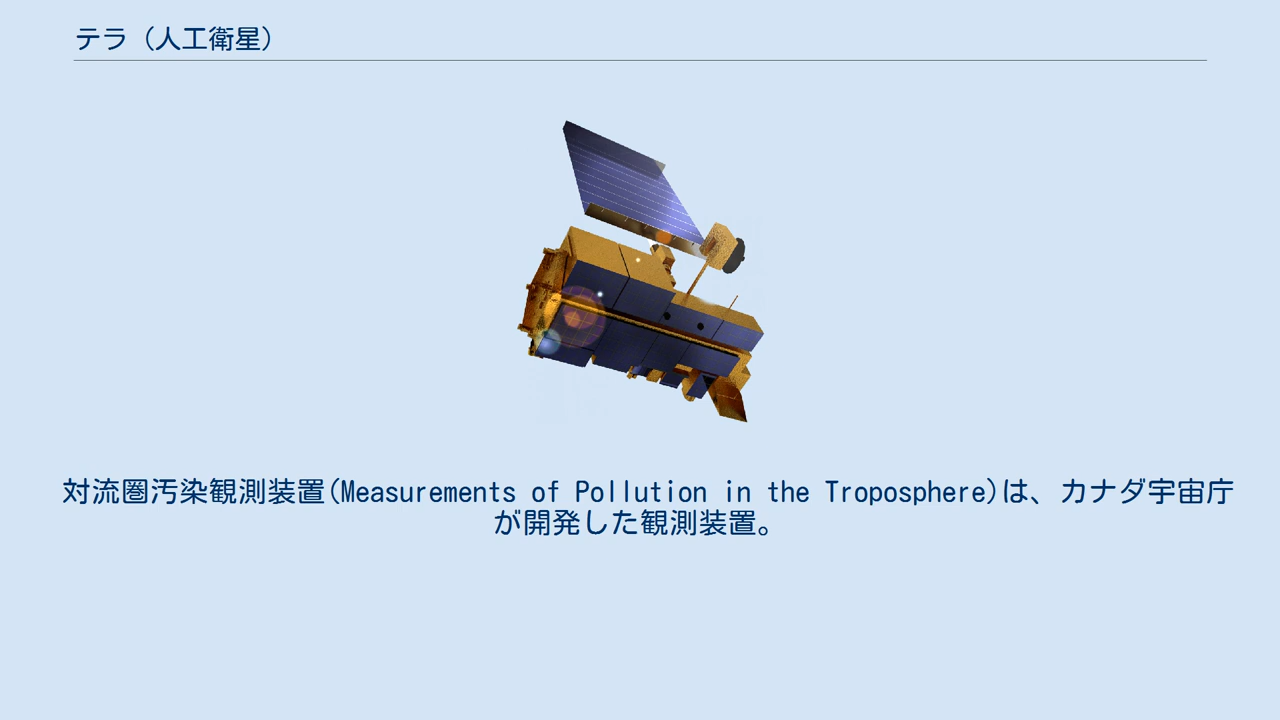 テラ（人工衛星）
対流圏汚染観測装置(Measurements of Pollution in the Troposphere)は、カナダ宇宙庁
が開発した観測装置。